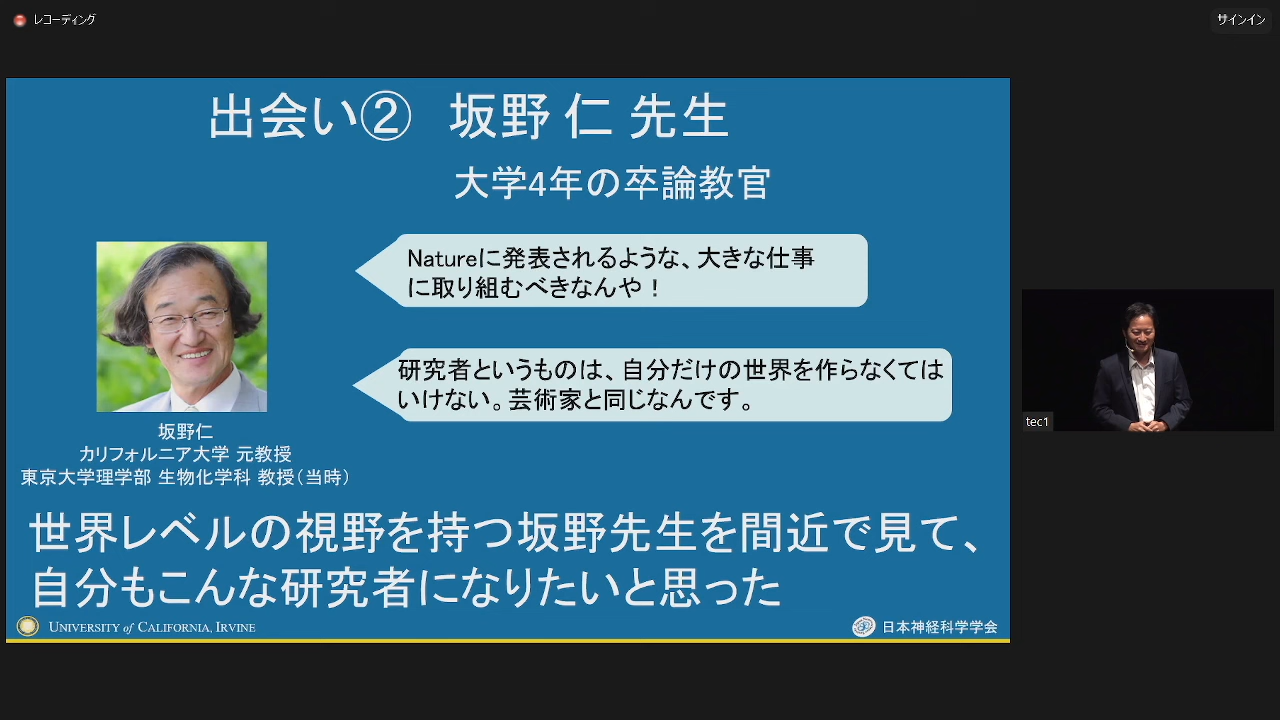 レコーディング
サインイン
出会い② 坂野 仁 先生
大学4年の卒論教官
Natureに発表されるような、大きな仕事
に取り組むべきなんや！
研究者というものは、自分だけの世界を作らなくては
いけない。芸術家と同じなんです。
坂野仁
カリフォルニア大学 元教授
東京大学理学部 生物化学科 教授（当時）
世界レベルの視野を持つ坂野先生を間近で見て、
自分もこんな研究者になりたいと思った
UNIVERSITY of CALIFORNIA, IRVINE
日本神経科学学会
tec1